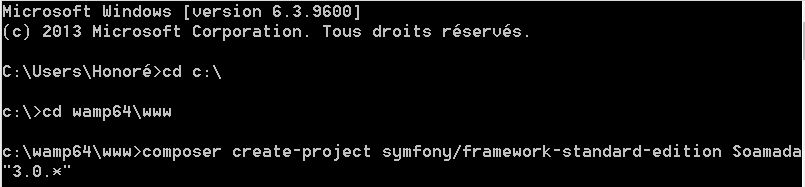 Microsoft Windows [version 6.3.9600]
(c) 2013 Microsoft Corporation. Tous droits réservés.
C:\Users\Honoré>cd c:\
c:\>cd wamp64\www
c:\wamp64\www>composer create-project symfony/framework-standard-edition Soamada
"3.0.*"